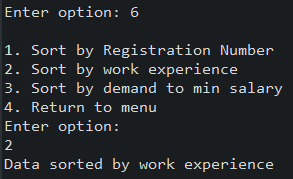 Enter option: 6
1. Sort by Registration Number
2. Sort by work experience
3. Sort by demand to min salary
4. Return to menu
Enter option:
2
Data sorted by work experience